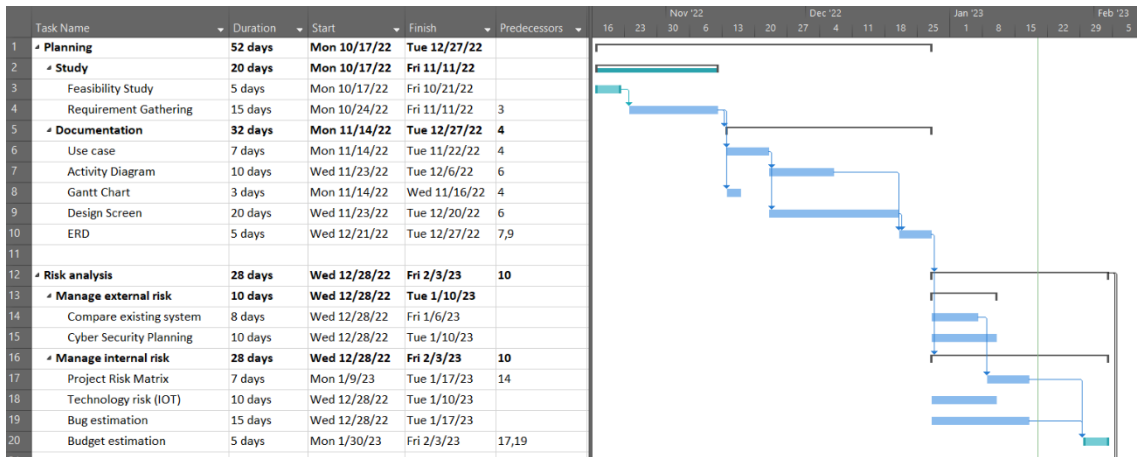 Nov '22 Dec '22 Jan '23 Feb '23
Task Name Duration Start Finish Predecessors 16 23 30 6 13 20 27 4 11 18 25 1 8 15 22 29 5
1 Planning 52 days Mon 10/17/22 Tue 12/27/22
2 Study 20 days Mon 10/17/22 Fri 11/11/22
3 Feasibility Study 5 days Mon 10/17/22 Fri 10/21/22
4 Requirement Gathering 15 days Mon 10/24/22 Fri 11/11/22 3
5 Documentation 32 days Mon 11/14/22 Tue 12/27/22 4
6 Use case 7 days Mon 11/14/22 Tue 11/22/22 4
7 Activity Diagram 10 days Wed 11/23/22 Tue 12/6/22 6
8 Gantt Chart 3 days Mon 11/14/22 Wed 11/16/22 4
9 Design Screen 20 days Wed 11/23/22 Tue 12/20/22 6
10 ERD 5 days Wed 12/21/22 Tue 12/27/22 7,9
11
12 Risk analysis 28 days Wed 12/28/22 Fri 2/3/23 10
13 Manage external risk 10 days Wed 12/28/22 Tue 1/10/23
14 Compare existing system 8 days Wed 12/28/22 Fri 1/6/23
15 Cyber Security Planning 10 days Wed 12/28/22 Tue 1/10/23
16 Manage internal risk 28 days Wed 12/28/22 Fri 2/3/23 10
17 Project Risk Matrix 7 days Mon 1/9/23 Tue 1/17/23 14
18 Technology risk (IOT) 10 days Wed 12/28/22 Tue 1/10/23
19 Bug estimation 15 days Wed 12/28/22 Tue 1/17/23
20 Budget estimation 5 days Mon 1/30/23 Fri 2/3/23 17,19